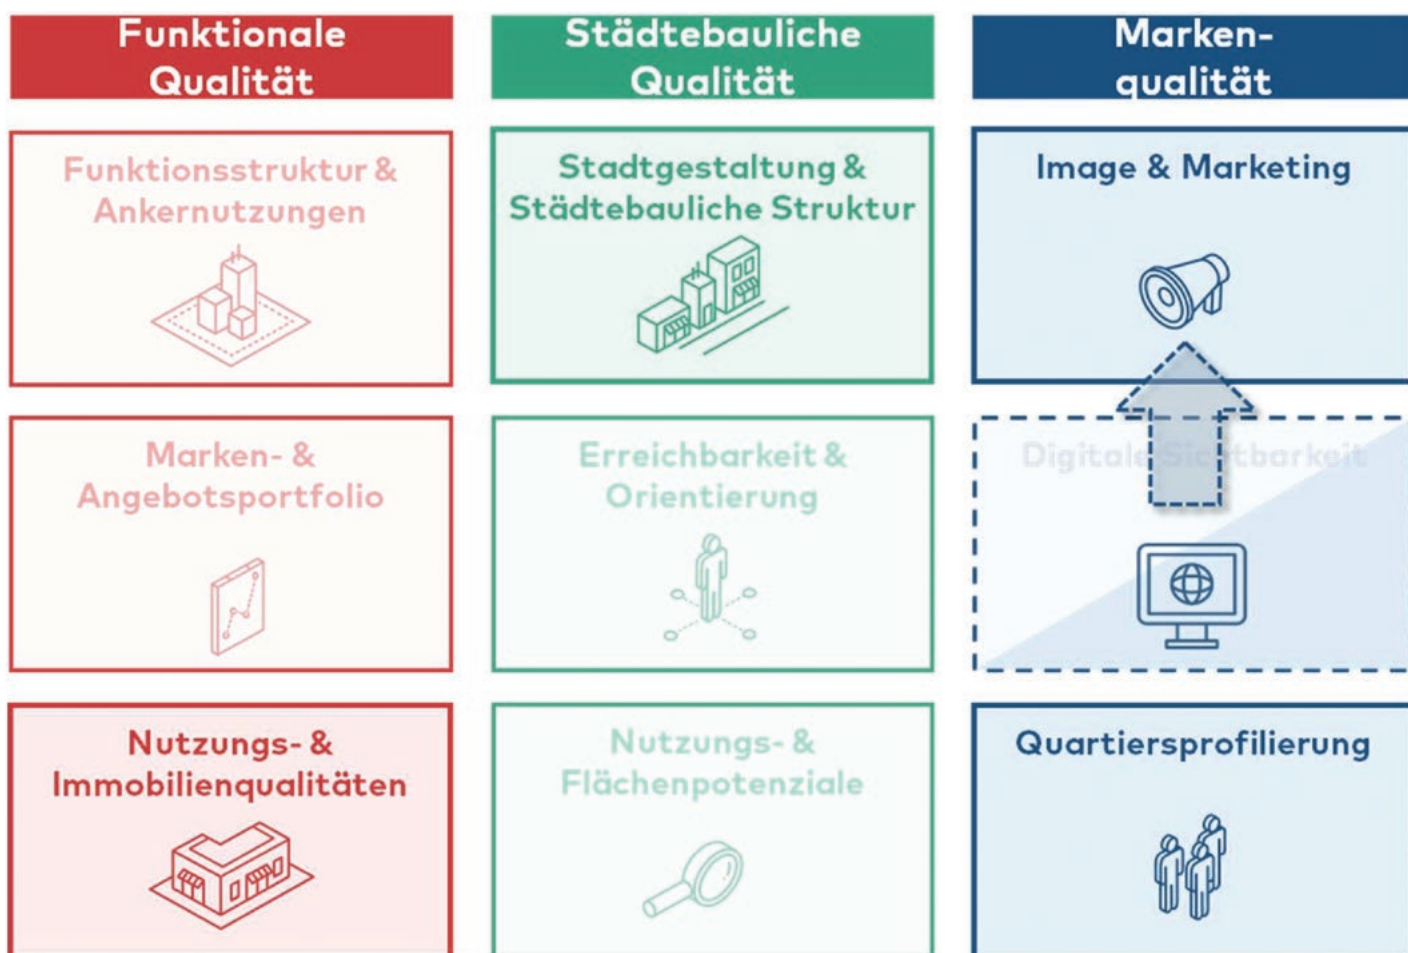 Funktionale
Qualität
Funktionsstruktur &
Ankernutzungen
Marken- &
Angebotsportfolio
Nutzungs- &
Immobilienqualitäten
Städtebauliche
Qualität
Stadtgestaltung &
Städtebauliche Struktur
Erreichbarkeit &
Orientierung
Nutzungs- &
Flächenpotenziale
Marken-
qualität
Image & Marketing
Digitale Sichtbarkeit
Quartiersprofilierung